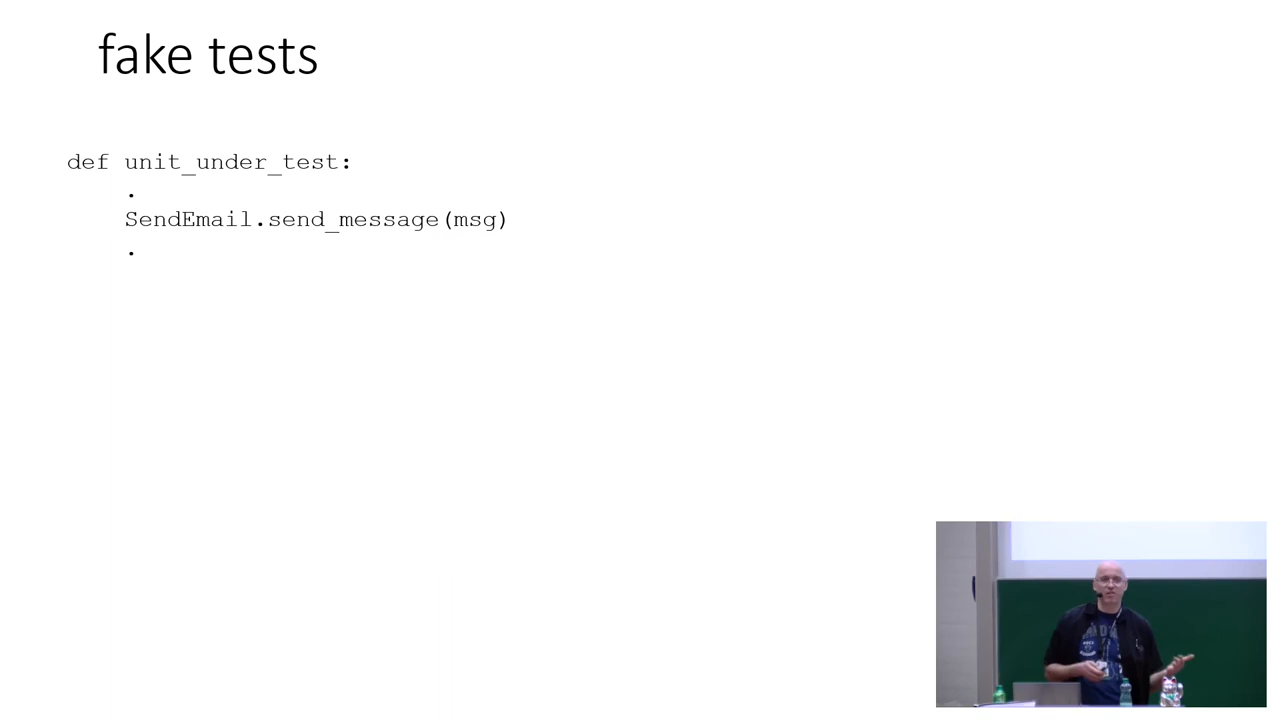 fake tests
def unit_under_test:
.
SendEmail.send_message(msg)
.